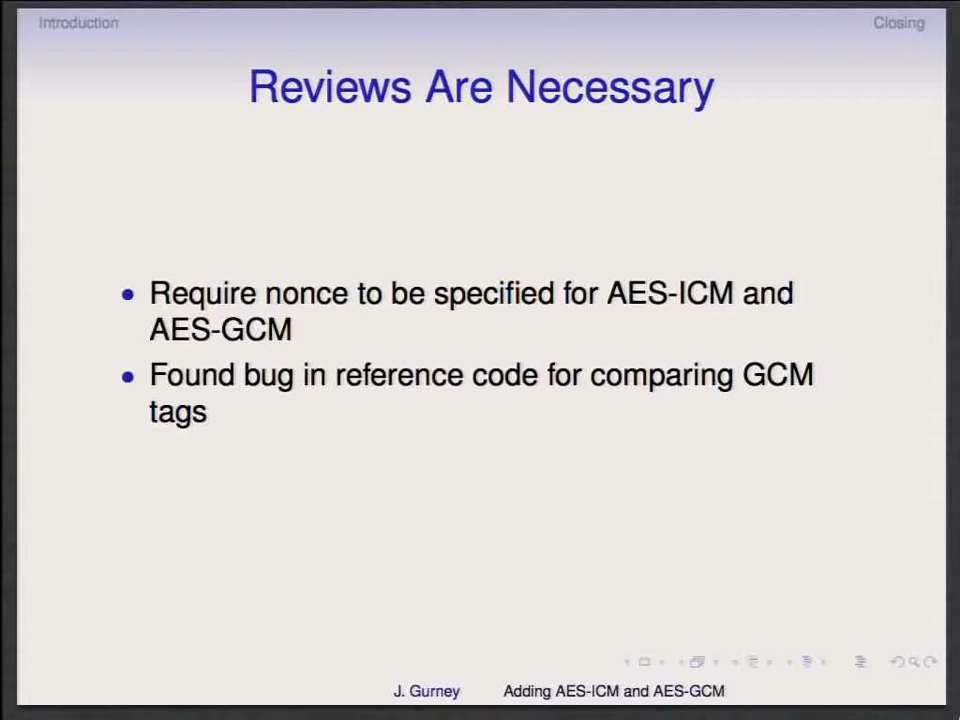 Introduction
Closing
Reviews Are Necessary
• Require nonce to be specified for AES-ICM and
AES-GCM
• Found bug in reference code for comparing GCM
tags
J. Gurney
Adding AES-ICM and AES-GCM